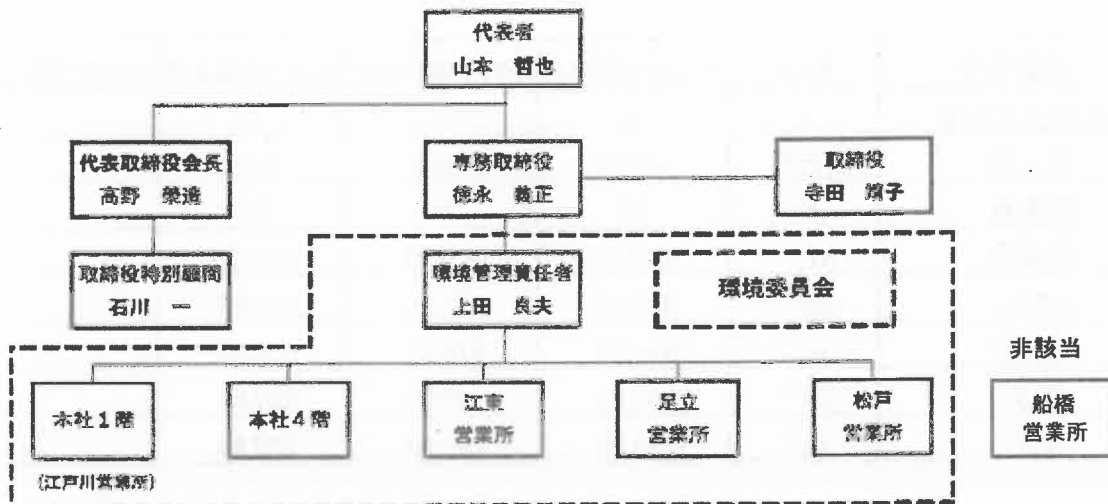 代表者
山本 哲也
代表取締役会長
高野 榮造
専務取締役
徳永 義正
取締役
寺田
取締役特別顧問
石川 一
環境管理責任者
上田 良夫
環境委員会
本社1階
(江戸川営業所)
本社4階
江東
営業所
足立
営業所
松戸
営業所
非該当
船橋
営業所